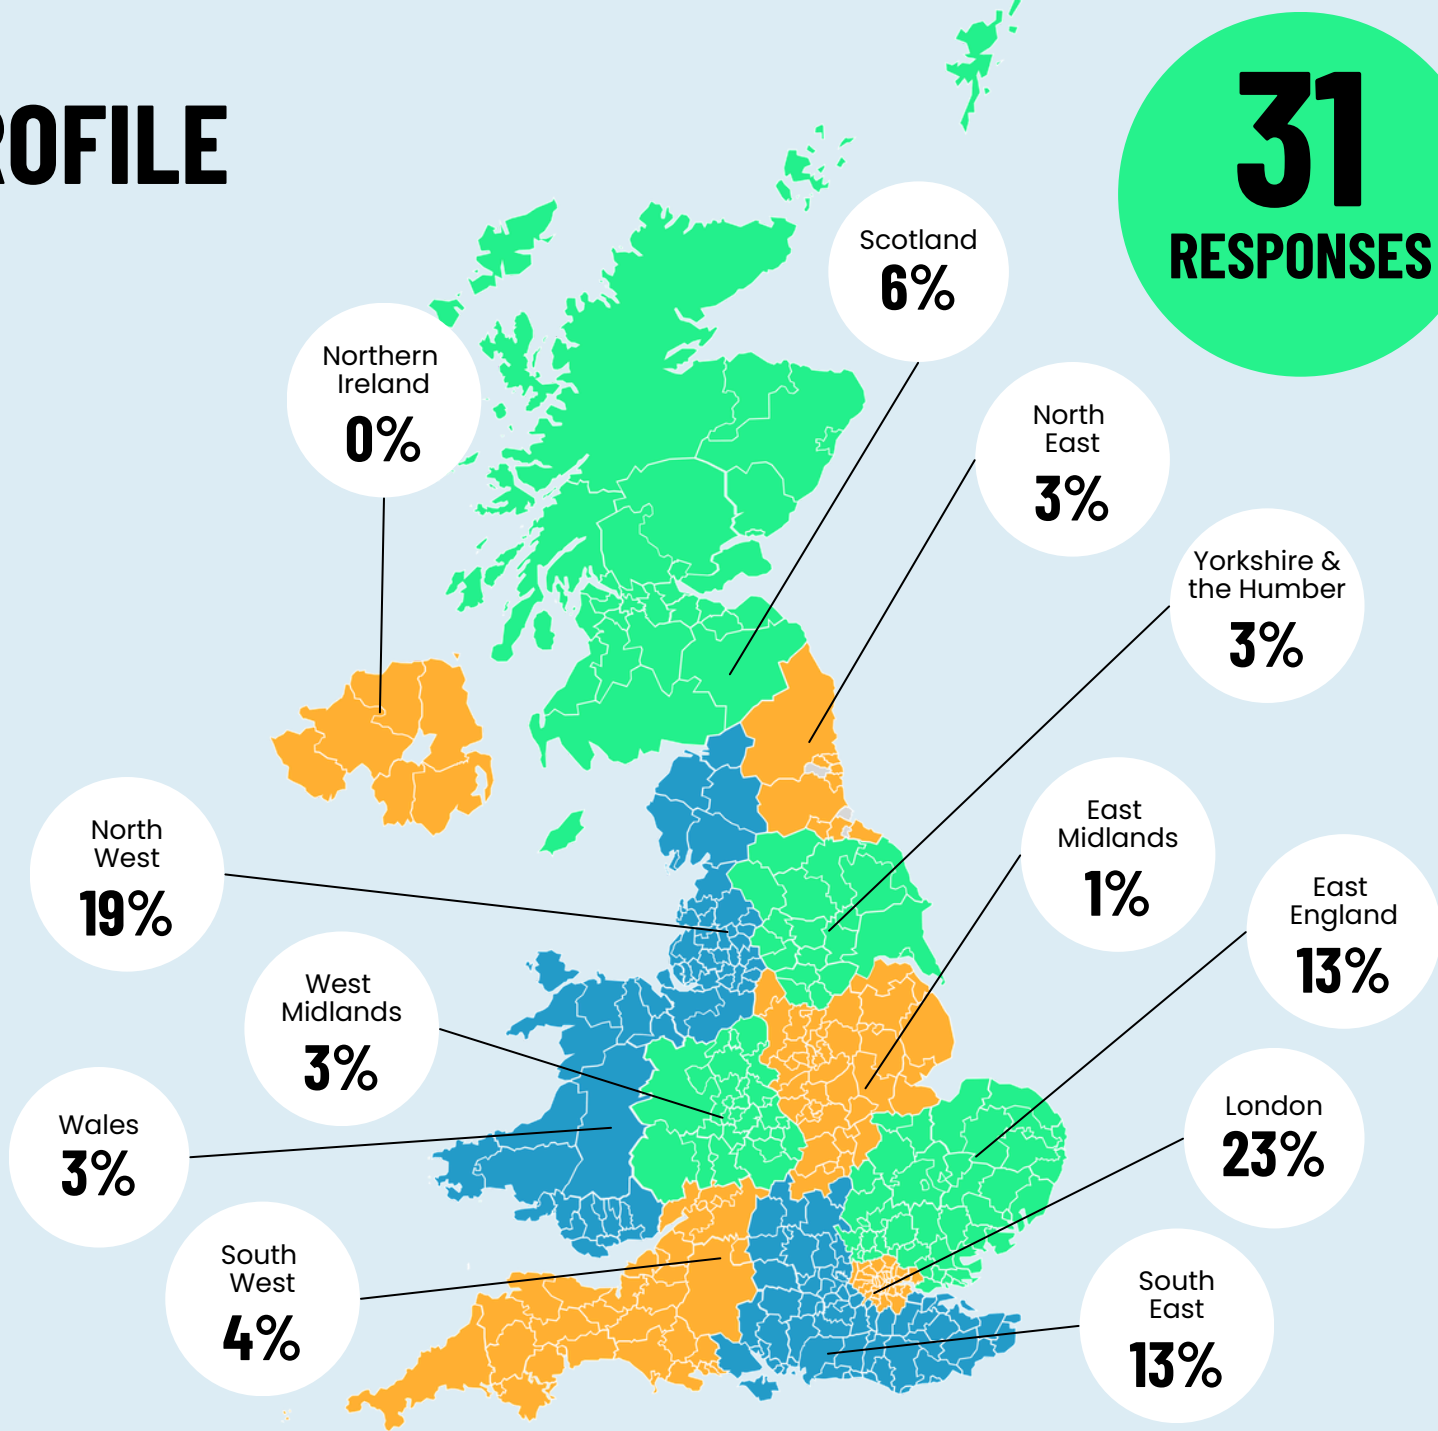 ROFILE
31
RESPONSES
Scotland
6%
Northern
Ireland
0%
North
East
3%
Yorkshire &
the Humber
3%
North
West
19%
East
Midlands
1%
East
England
13%
West
Midlands
3%
London
23%
Wales
3%
South
West
4%
South
East
13%